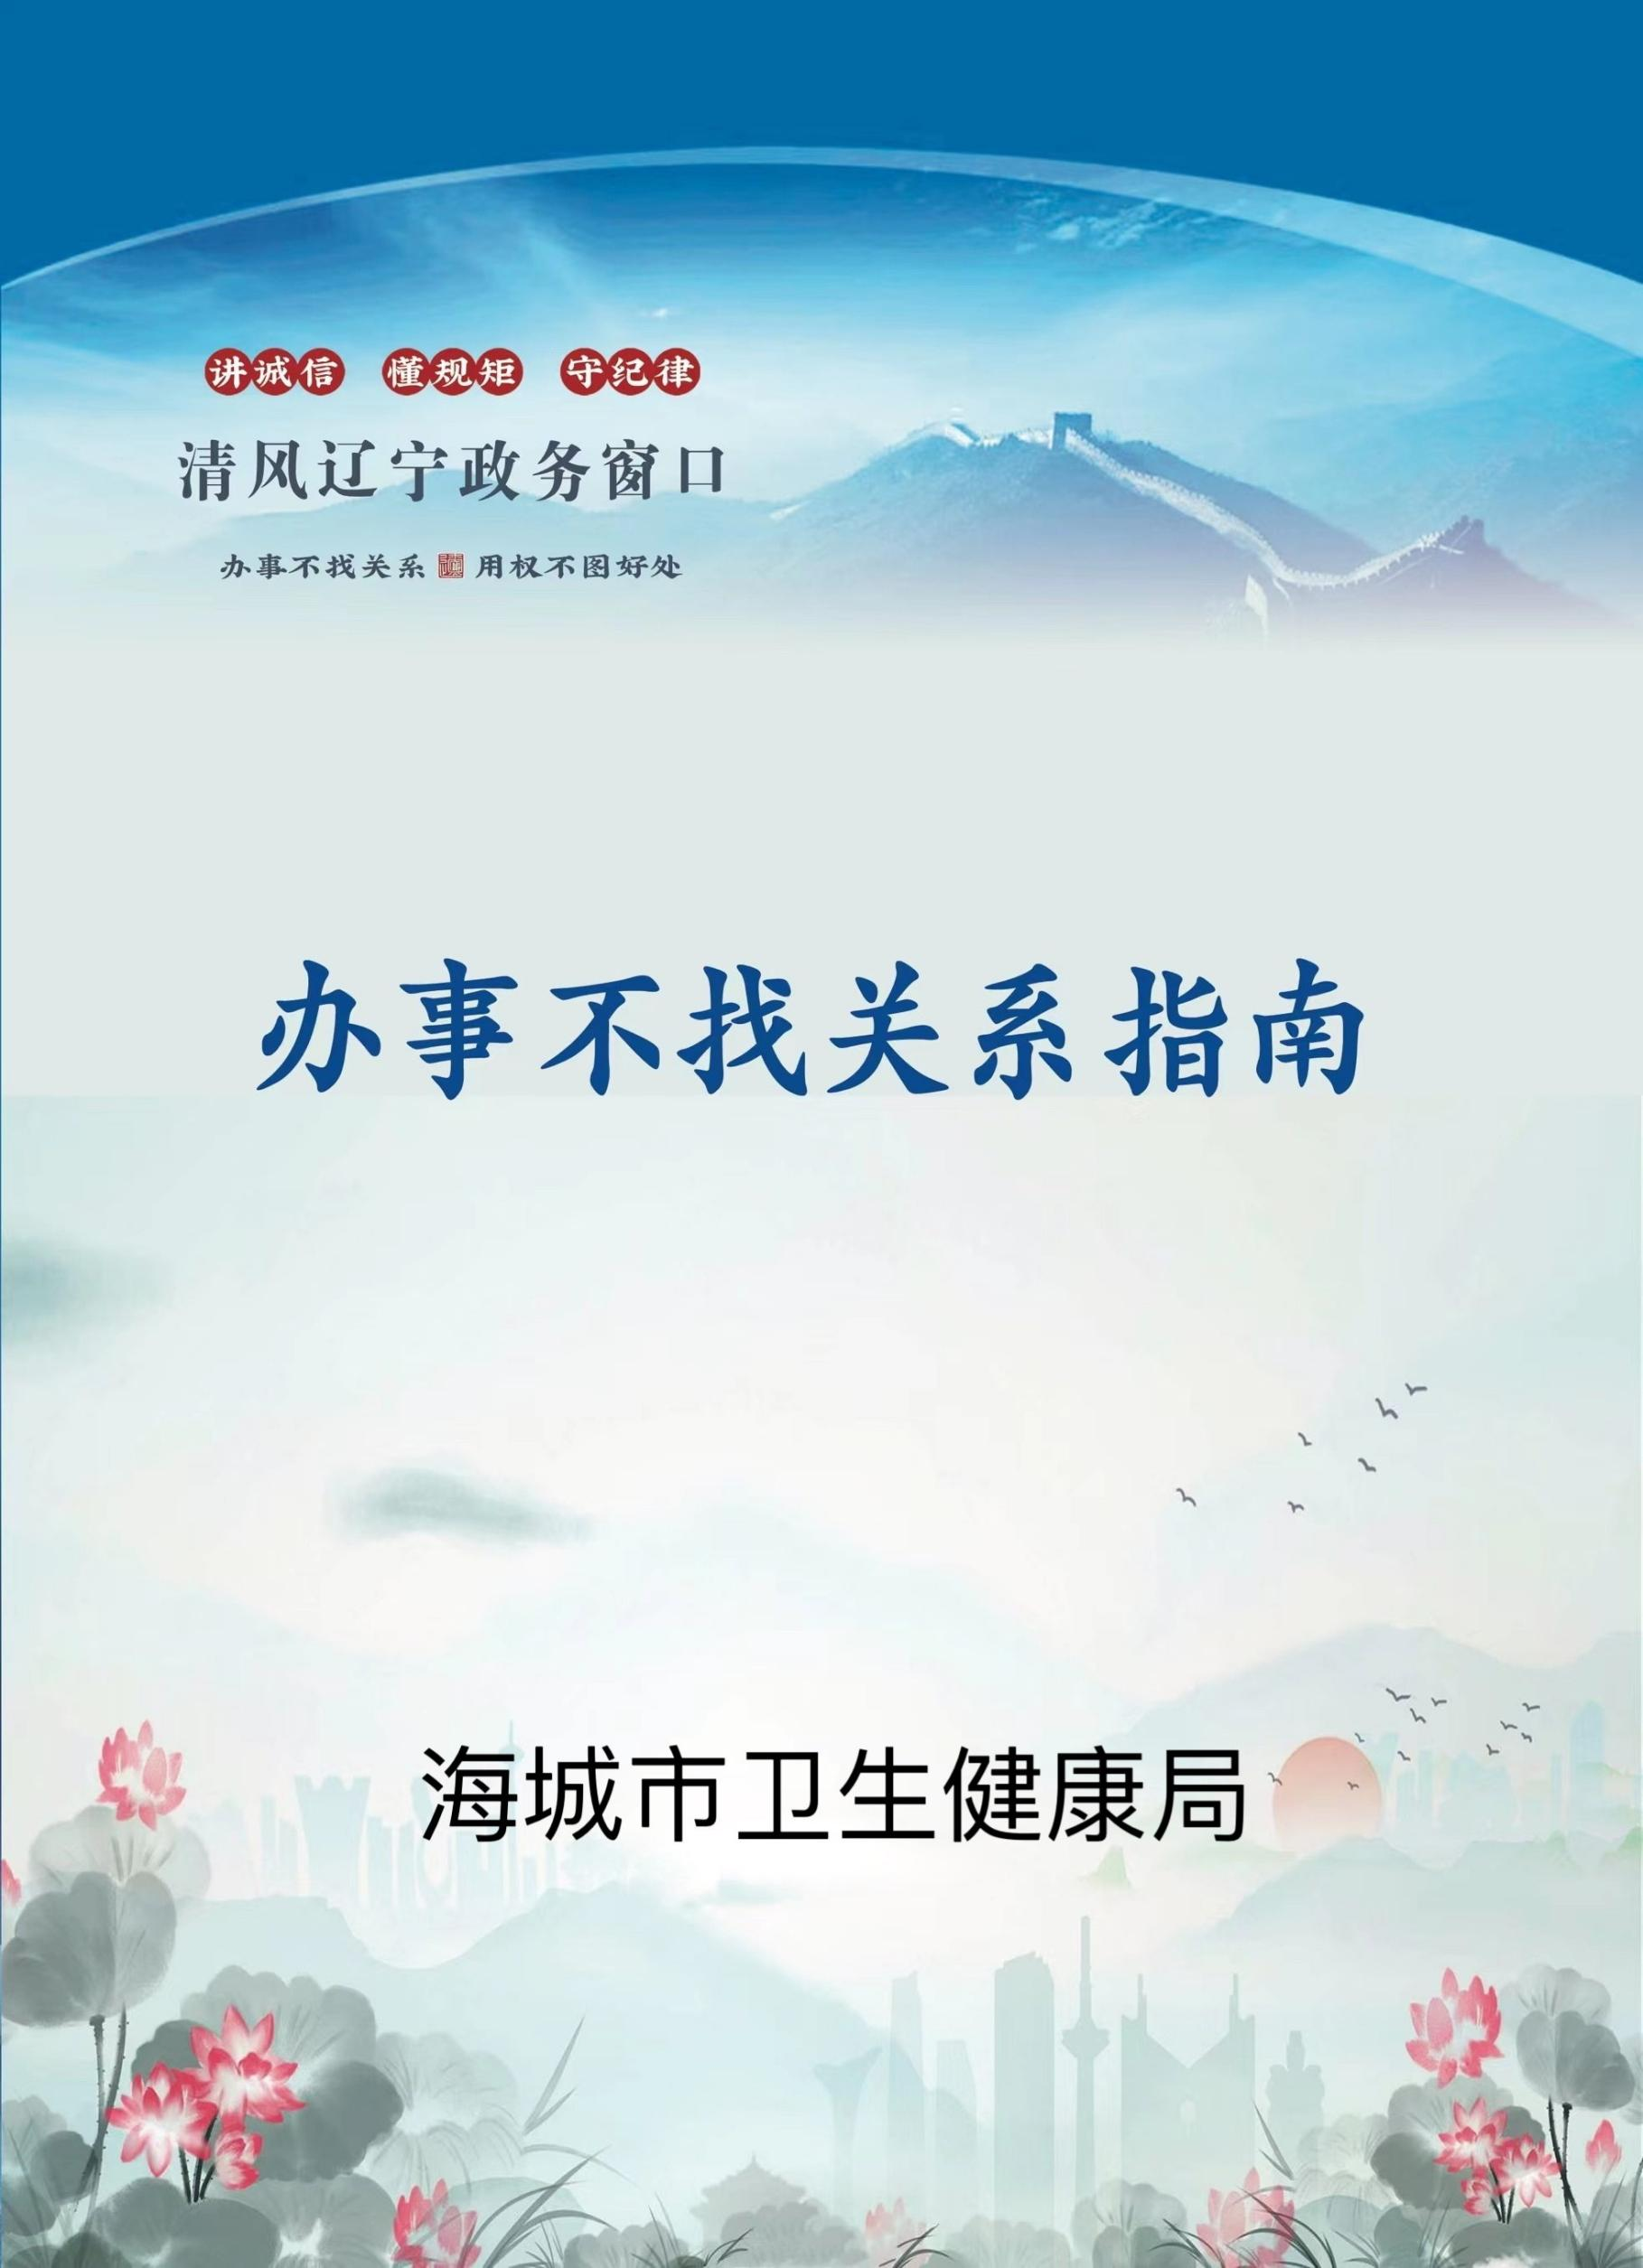 讲诚信 懂规矩 守纪律
清风辽宁政务窗口
办事不找关系 用权不图好处
办事不找关系指南
海城市卫生健康局